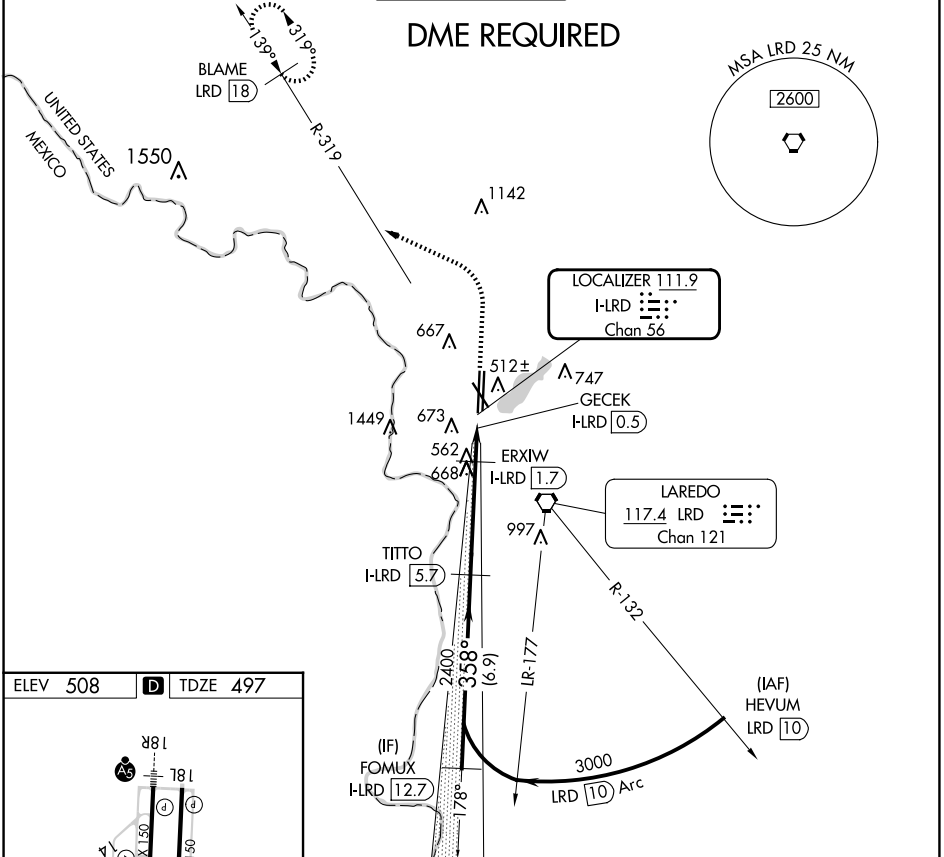 DME REQUIRED
319°
139°
BLAME
LRD 18
R-319
MSA LRD 25 NM
2600
UNITED STATES
MEXICO
1550
1142
LOCALIZER 111.9
I-LRD
Chan 56
667
512±
747
GECEK
I-LRD 0.5
1449
673
562
668
ERXIW
I-LRD 1.7
LAREDO
117.4 LRD
Chan 121
997
TITTO
I-LRD 5.7
R-132
2400
358°
(6.9)
LR-177
(IAF)
HEVUM
LRD 10
3000
LRD 10 Arc
(IF)
FOMUX
I-LRD 12.7
178°
ELEV 508 D TDZE 497
18R
18L
A5
P
P
X 150
14